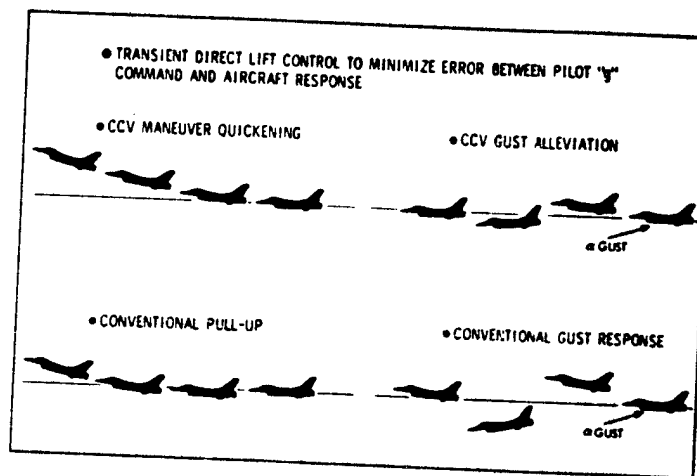 ● TRANSIENT DIRECT LIFT CONTROL TO MINIMIZE ERROR BETWEEN PILOT "g"
COMMAND AND AIRCRAFT RESPONSE
● CCV MANEUVER QUICKENING
● CCV GUST ALLEVIATION
α GUST
● CONVENTIONAL PULL-UP
● CONVENTIONAL GUST RESPONSE
α GUST